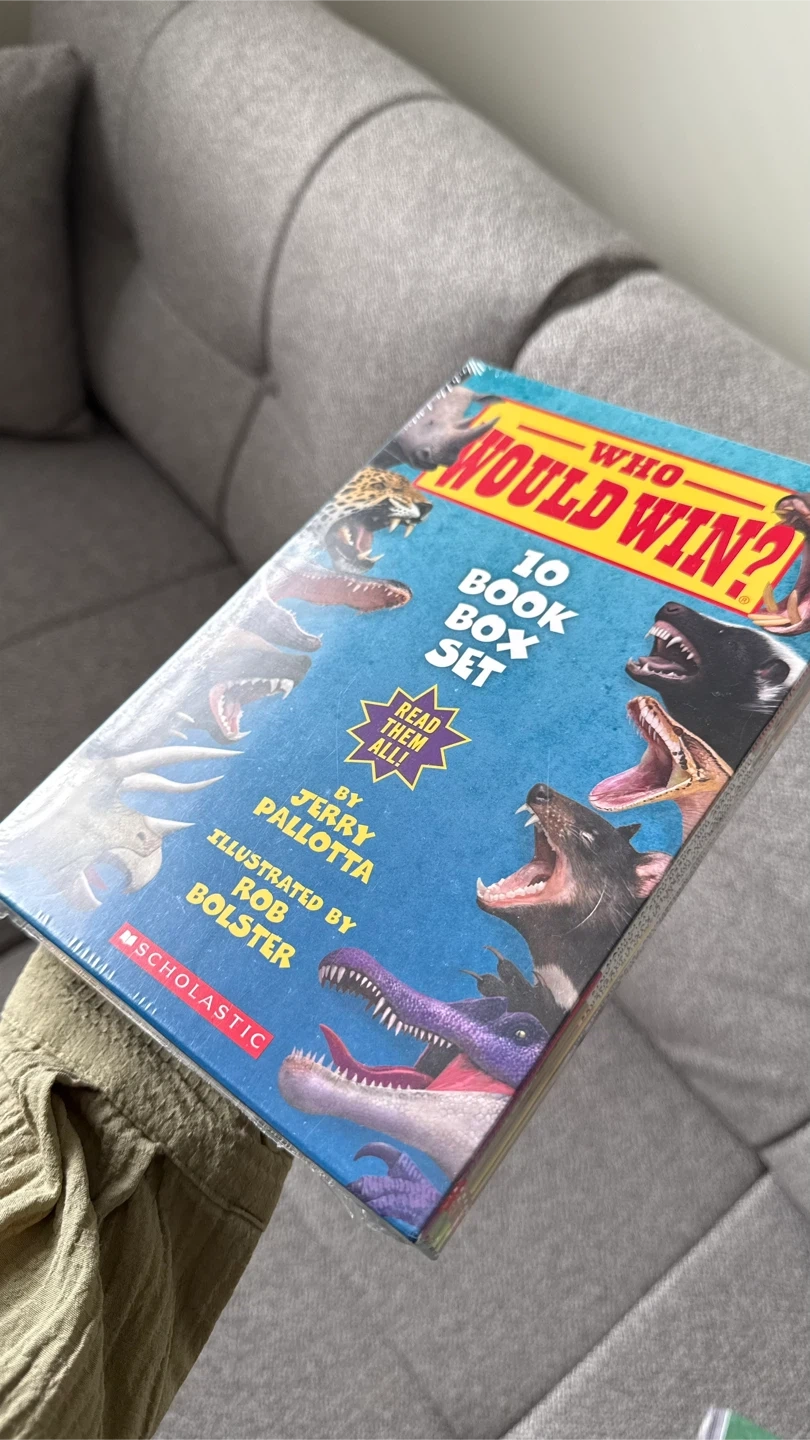 WHO
WOULD WIN?®
10
BOOK
BOX
SET
READ
THEM
ALL!
BY
JERRY
PALLOTTA
ILLUSTRATED BY
ROB
BOLSTER
SCHOLASTIC